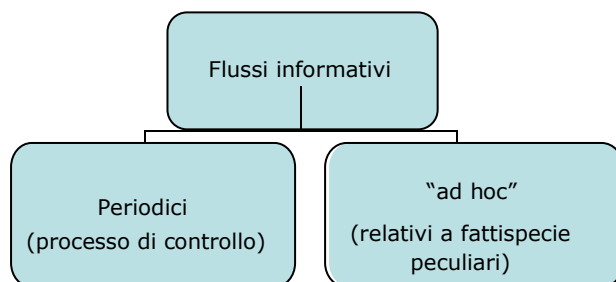 Flussi informativi
Periodici
(processo di controllo)
“ad hoc”
(relativi a fattispecie
peculiari)